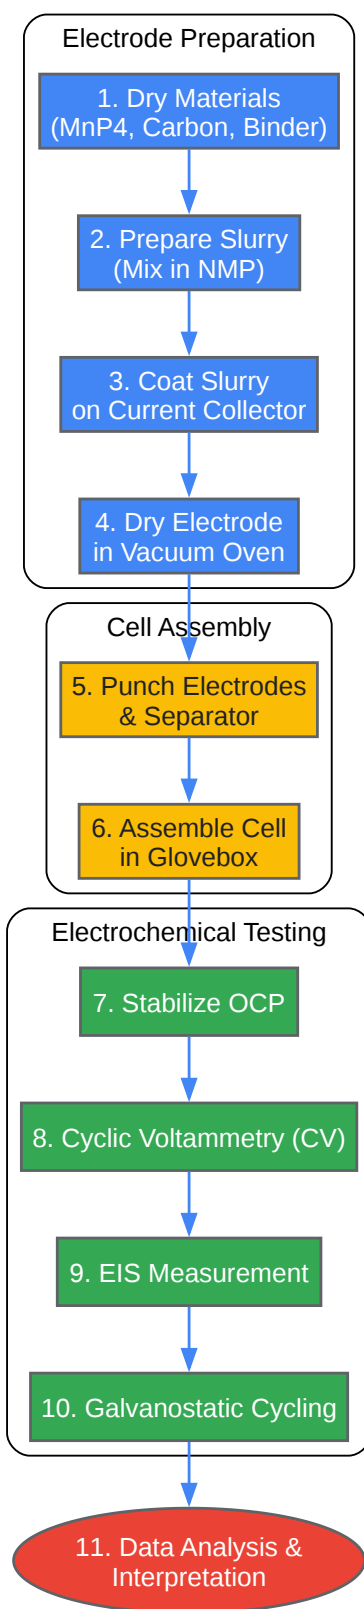 Electrode Preparation
1. Dry Materials
(MnP4, Carbon, Binder)
2. Prepare Slurry
(Mix in NMP)
3. Coat Slurry
on Current Collector
4. Dry Electrode
in Vacuum Oven
Cell Assembly
5. Punch Electrodes
& Separator
6. Assemble Cell
in Glovebox
Electrochemical Testing
7. Stabilize OCP
8. Cyclic Voltammetry (CV)
9. EIS Measurement
10. Galvanostatic Cycling
11. Data Analysis &
Interpretation